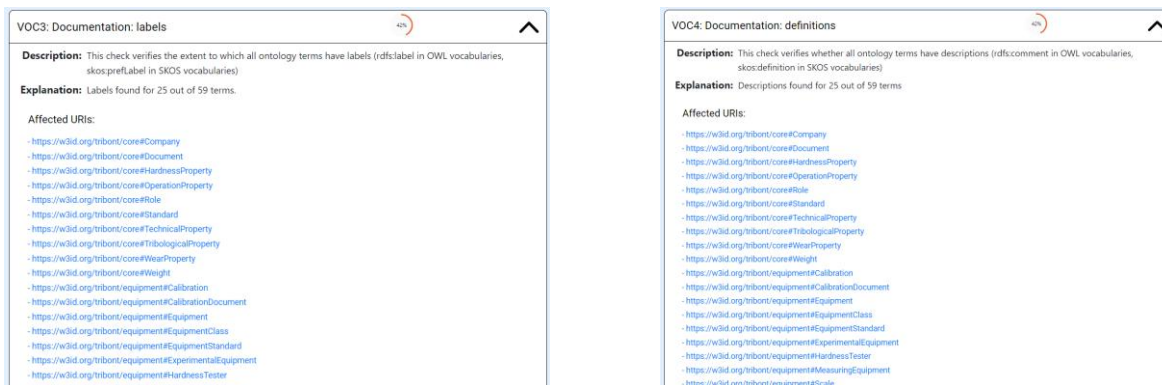 VOC3: Documentation: labels
42%
Description: This check verifies the extent to which all ontology terms have labels (rdfs:label in OWL vocabularies,
skos:prefLabel in SKOS vocabularies)
Explanation: Labels found for 25 out of 59 terms.
Affected URIs:
- https://w3id.org/tribont/core#Company
- https://w3id.org/tribont/core#Document
- https://w3id.org/tribont/core#HardnessProperty
- https://w3id.org/tribont/core#OperationProperty
- https://w3id.org/tribont/core#Role
- https://w3id.org/tribont/core#Standard
- https://w3id.org/tribont/core#TechnicalProperty
- https://w3id.org/tribont/core#TribologicalProperty
- https://w3id.org/tribont/core#WearProperty
- https://w3id.org/tribont/core#Weight
- https://w3id.org/tribont/equipment#Calibration
- https://w3id.org/tribont/equipment#CalibrationDocument
- https://w3id.org/tribont/equipment#Equipment
- https://w3id.org/tribont/equipment#EquipmentClass
- https://w3id.org/tribont/equipment#EquipmentStandard
- https://w3id.org/tribont/equipment#ExperimentalEquipment
- https://w3id.org/tribont/equipment#HardnessTester
VOC4: Documentation: definitions
42%
Description: This check verifies whether all ontology terms have descriptions (rdfs:comment in OWL vocabularies,
skos:definition in SKOS vocabularies)
Explanation: Descriptions found for 25 out of 59 terms
Affected URIs:
- https://w3id.org/tribont/core#Company
- https://w3id.org/tribont/core#Document
- https://w3id.org/tribont/core#HardnessProperty
- https://w3id.org/tribont/core#OperationProperty
- https://w3id.org/tribont/core#Role
- https://w3id.org/tribont/core#Standard
- https://w3id.org/tribont/core#TechnicalProperty
- https://w3id.org/tribont/core#TribologicalProperty
- https://w3id.org/tribont/core#WearProperty
- https://w3id.org/tribont/core#Weight
- https://w3id.org/tribont/equipment#Calibration
- https://w3id.org/tribont/equipment#CalibrationDocument
- https://w3id.org/tribont/equipment#Equipment
- https://w3id.org/tribont/equipment#EquipmentClass
- https://w3id.org/tribont/equipment#EquipmentStandard
- https://w3id.org/tribont/equipment#ExperimentalEquipment
- https://w3id.org/tribont/equipment#HardnessTester
- https://w3id.org/tribont/equipment#MeasuringEquipment
- https://w3id.org/tribont/equipment#Scale